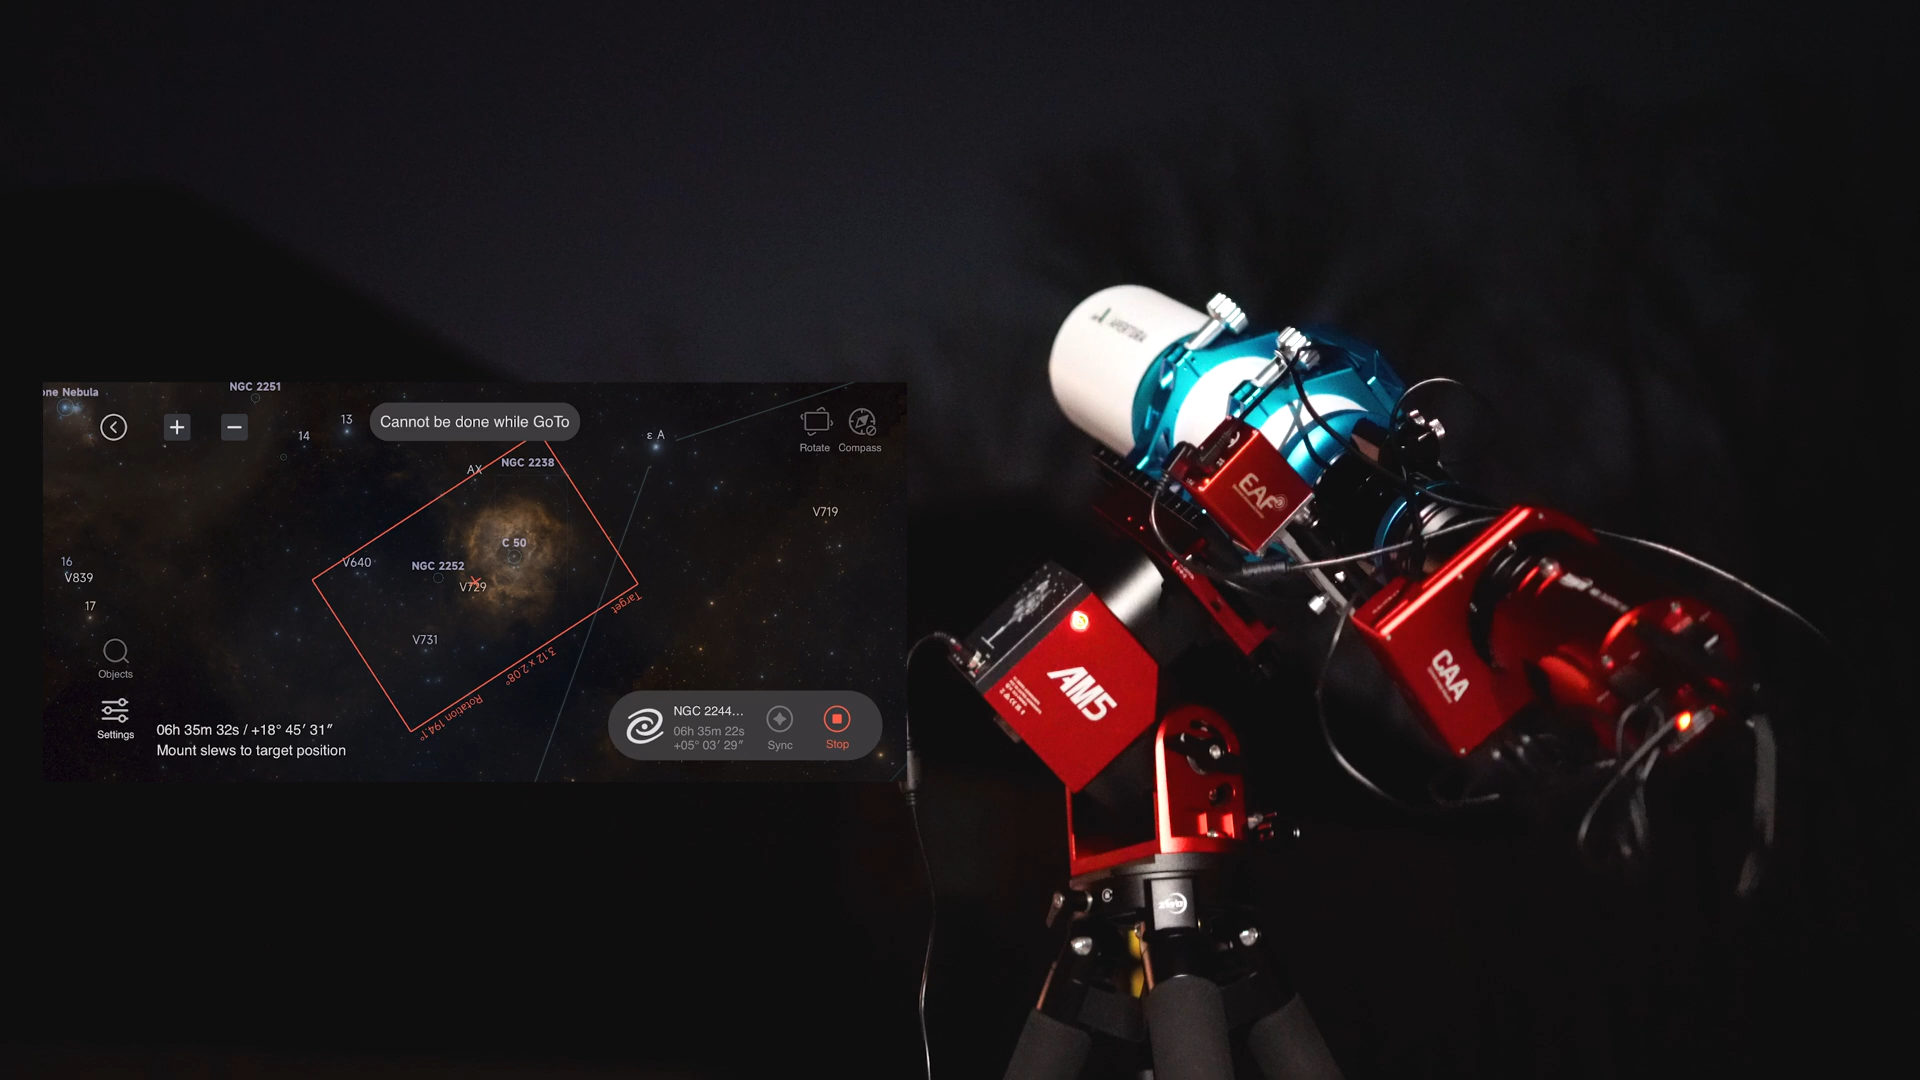 one Nebula
NGC 2251
13
14
Cannot be done while GoTo
ε A
Rotate
Compass
AX
NGC 2238
V719
C 50
16
V839
V640
NGC 2252
V729
17
Target
V731
3.12 x 2.08°
Objects
Rotation 194.1°
Settings
06h 35m 32s / +18° 45′ 31″
Mount slews to target position
NGC 2244...
06h 35m 22s
+05° 03′ 29″
Sync
Stop
APERTURA
EAF
AM5
CAA
ZWO